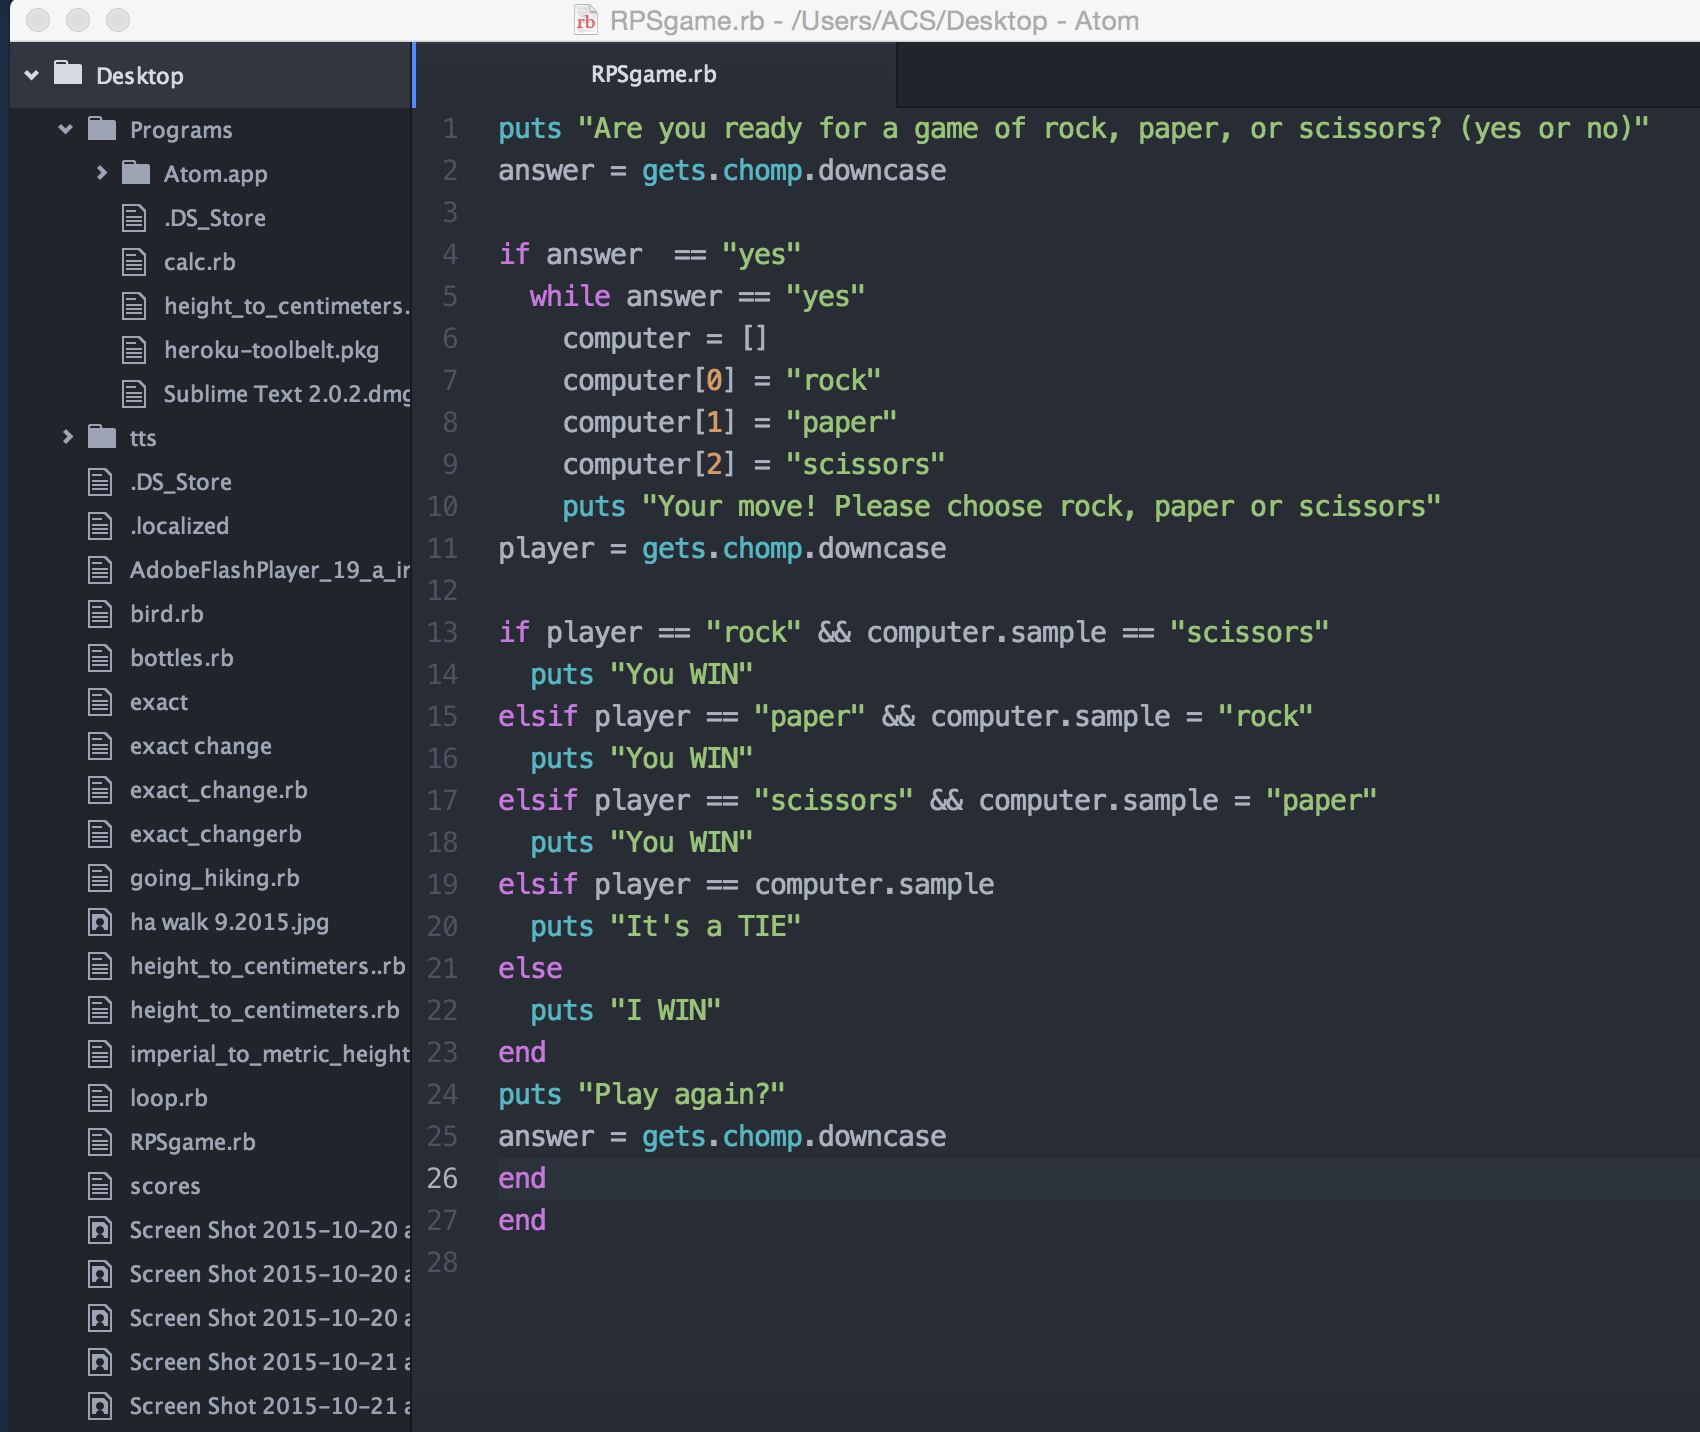 RPSgame.rb - /Users/ACS/Desktop - Atom
Desktop
Programs
Atom.app
.DS_Store
calc.rb
height_to_centimeters.
heroku-toolbelt.pkg
Sublime Text 2.0.2.dmg
tts
.DS_Store
.localized
AdobeFlashPlayer_19_a_ir
bird.rb
bottles.rb
exact
exact change
exact_change.rb
exact_changerb
going_hiking.rb
ha walk 9.2015.jpg
height_to_centimeters..rb
height_to_centimeters.rb
imperial_to_metric_height
loop.rb
RPSgame.rb
scores
Screen Shot 2015-10-20 a
Screen Shot 2015-10-20 a
Screen Shot 2015-10-20 a
Screen Shot 2015-10-21 a
Screen Shot 2015-10-21 a
RPSgame.rb
1 puts "Are you ready for a game of rock, paper, or scissors? (yes or no)"
2 answer = gets.chomp.downcase
3
4 if answer  == "yes"
5   while answer == "yes"
6     computer = []
7     computer[0] = "rock"
8     computer[1] = "paper"
9     computer[2] = "scissors"
10     puts "Your move! Please choose rock, paper or scissors"
11 player = gets.chomp.downcase
12
13 if player == "rock" && computer.sample == "scissors"
14   puts "You WIN"
15 elsif player == "paper" && computer.sample = "rock"
16   puts "You WIN"
17 elsif player == "scissors" && computer.sample = "paper"
18   puts "You WIN"
19 elsif player == computer.sample
20   puts "It's a TIE"
21 else
22   puts "I WIN"
23 end
24 puts "Play again?"
25 answer = gets.chomp.downcase
26 end
27 end
28